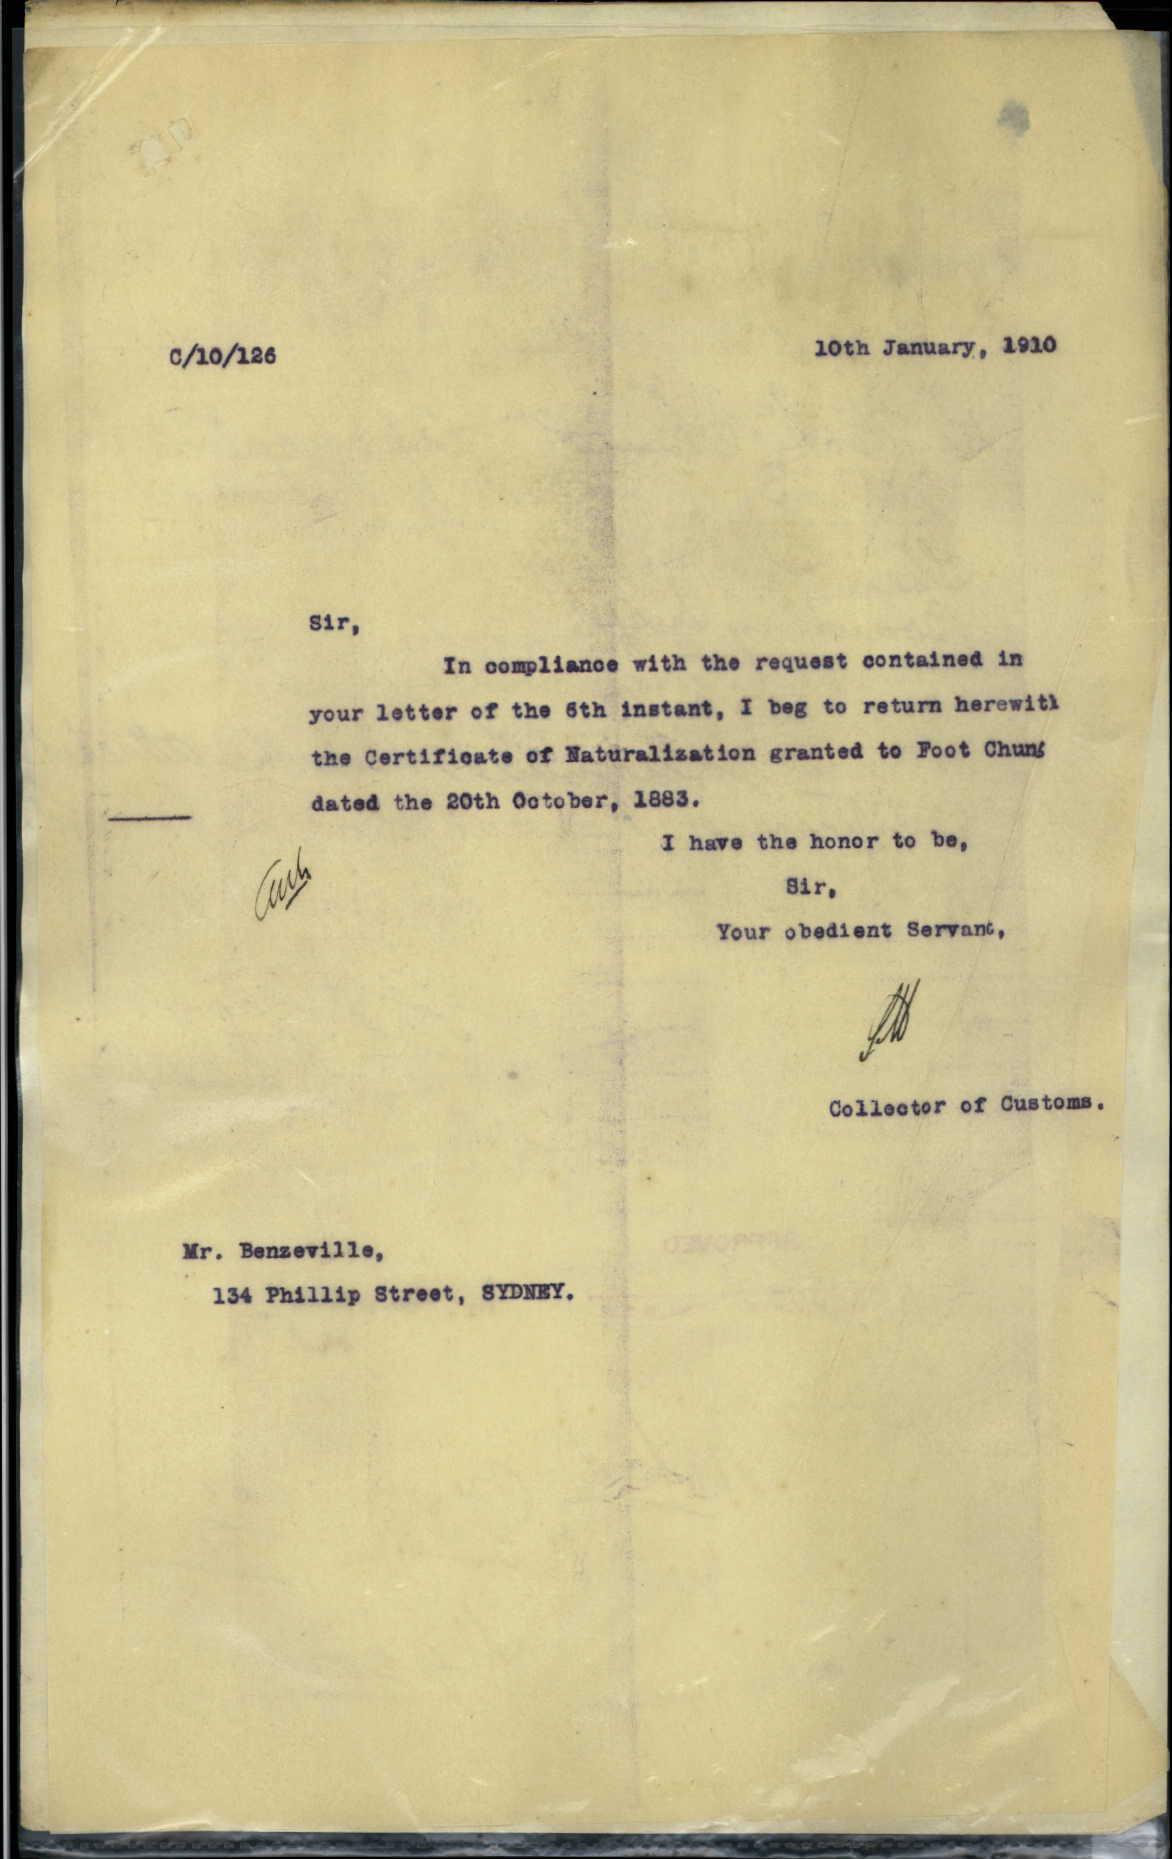 C/10/126
10th January, 1910
Sir,
In compliance with the request contained in
your letter of the 6th instant, I beg to return herewith
the Certificate of Naturalization granted to Foot Chung
dated the 20th October, 1883.
I have the honor to be,
Sir,
Your obedient Servant,
Collector of Customs.
Mr. Benzeville,
134 Phillip Street, SYDNEY.